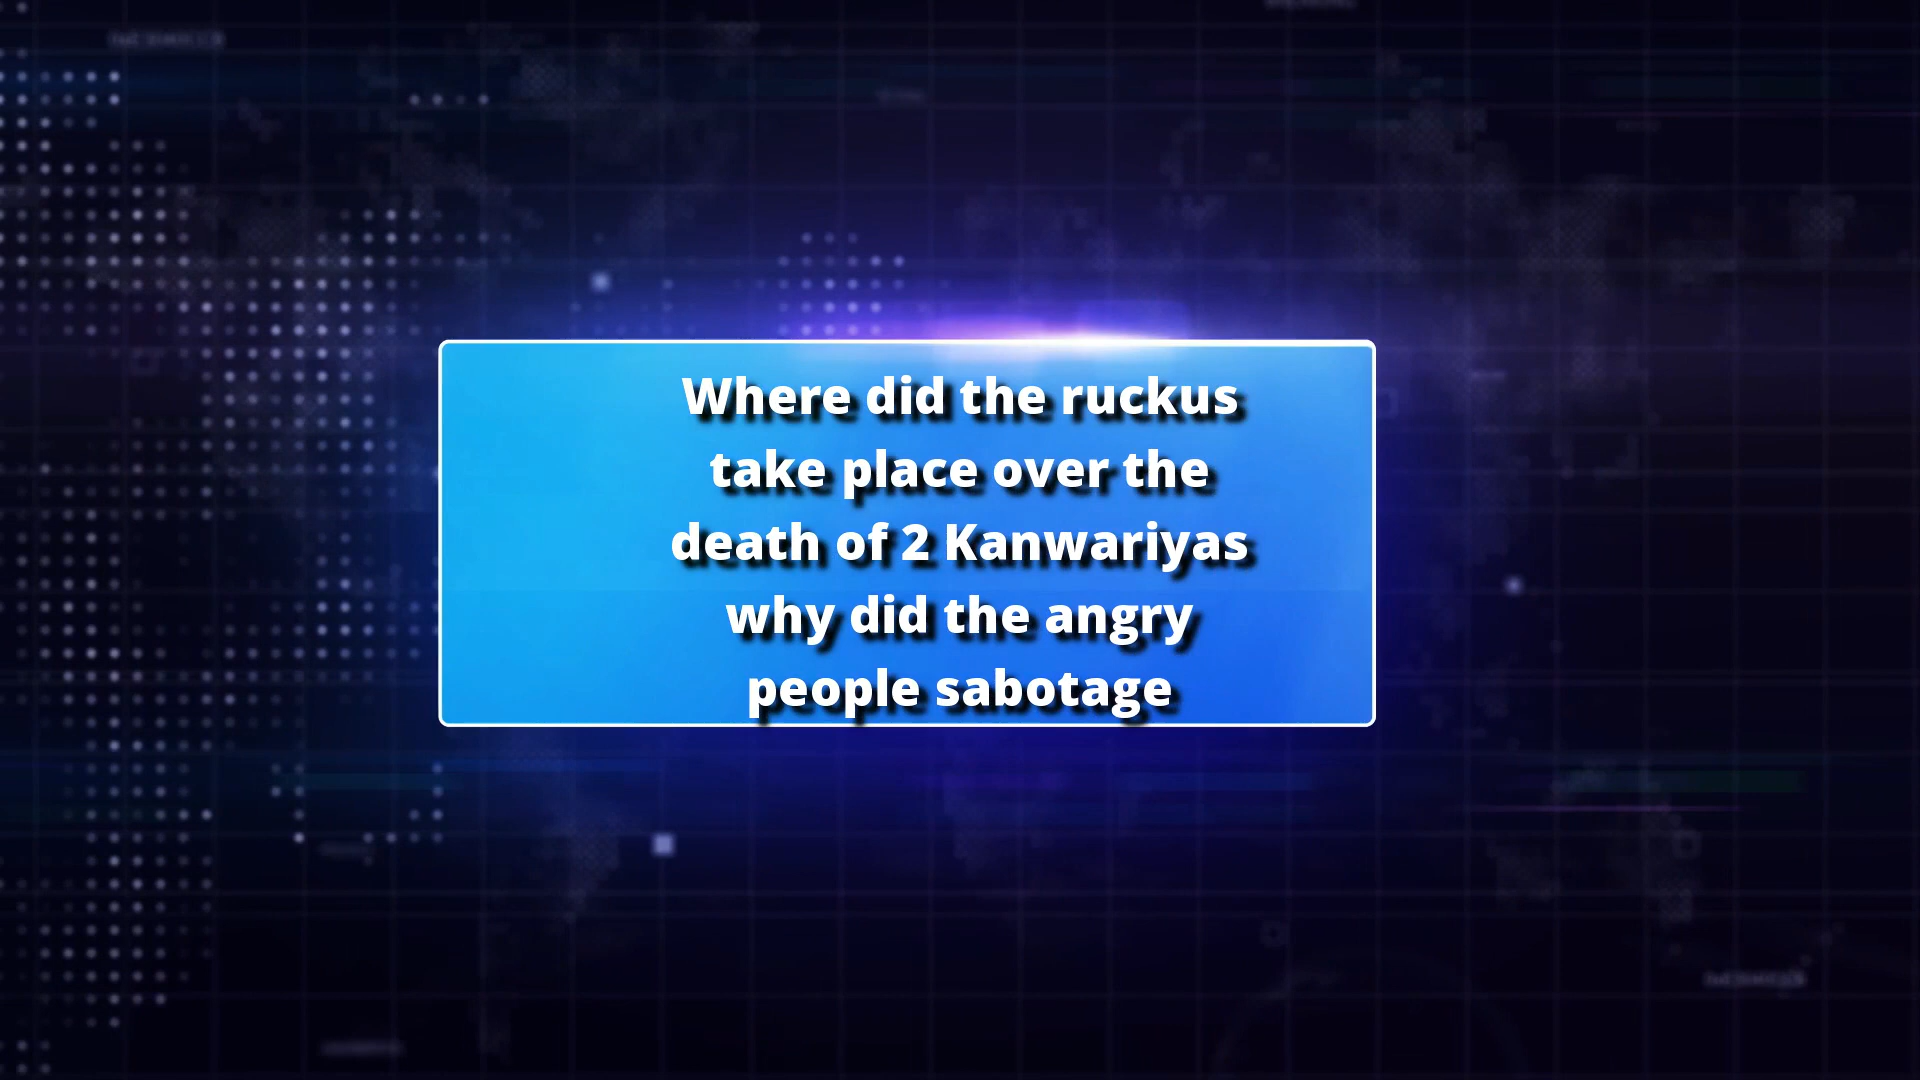 Where did the ruckus
take place over the
death of 2 Kanwariyas
why did the angry
people sabotage